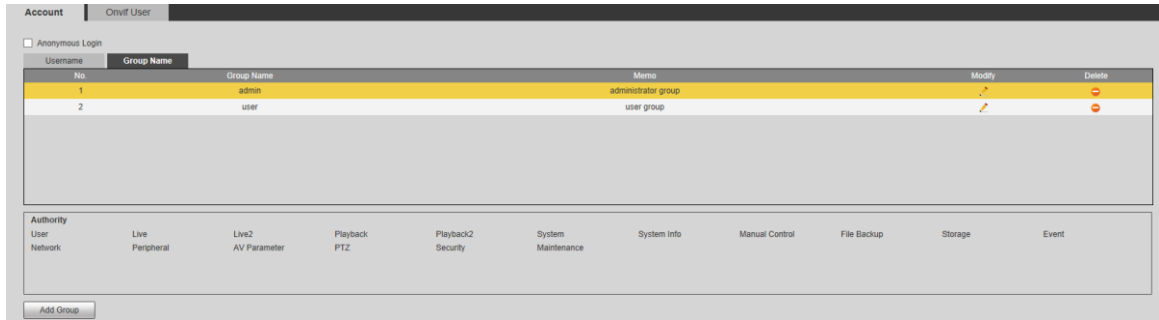 Account Onvif User
Anonymous Login
Username Group Name
No. Group Name Memo Modify Delete
1 admin administrator group
2 user user group
Authority
User Live Live2 Playback Playback2 System System Info Manual Control File Backup Storage Event
Network Peripheral AV Parameter PTZ Security Maintenance
Add Group